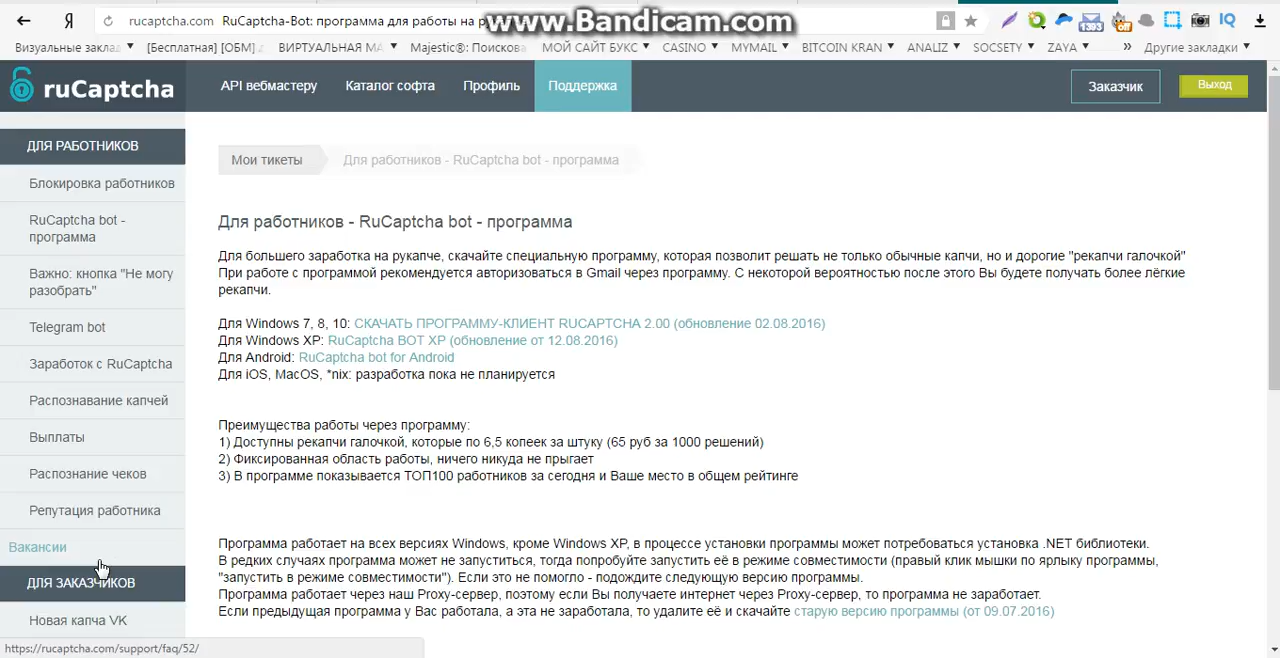 Я rucaptcha.com RuCaptcha-Bot: программа для работы на р
www.Bandicam.com
1393 off IQ
Визуальные заклад [Бесплатная] [ОБМ] ВИРТУАЛЬНАЯ МА Majestic®: Поискова МОЙ САЙТ БУКС CASINO MYMAIL BITCOIN KRAN ANALIZ SOCSETY ZAYA » Другие закладки
ruCaptcha API вебмастеру Каталог софта Профиль Поддержка Заказчик Выход
ДЛЯ РАБОТНИКОВ
Блокировка работников
RuCaptcha bot -
программа
Важно: кнопка "Не могу
разобрать"
Telegram bot
Заработок с RuCaptcha
Распознавание капчей
Выплаты
Распознание чеков
Репутация работника
Вакансии
ДЛЯ ЗАКАЗЧИКОВ
Новая капча VK
Мои тикеты Для работников - RuCaptcha bot - программа
Для работников - RuCaptcha bot - программа
Для большего заработка на рукапче, скачайте специальную программу, которая позволит решать не только обычные капчи, но и дорогие "рекапчи галочкой"
При работе с программой рекомендуется авторизоваться в Gmail через программу. С некоторой вероятностью после этого Вы будете получать более лёгкие
рекапчи.
Для Windows 7, 8, 10: СКАЧАТЬ ПРОГРАММУ-КЛИЕНТ RUCAPTCHA 2.00 (обновление 02.08.2016)
Для Windows XP: RuCaptcha BOT XP (обновление от 12.08.2016)
Для Android: RuCaptcha bot for Android
Для iOS, MacOS, *nix: разработка пока не планируется
Преимущества работы через программу:
1) Доступны рекапчи галочкой, которые по 6,5 копеек за штуку (65 руб за 1000 решений)
2) Фиксированная область работы, ничего никуда не прыгает
3) В программе показывается ТОП100 работников за сегодня и Ваше место в общем рейтинге
Программа работает на всех версиях Windows, кроме Windows XP, в процессе установки программы может потребоваться установка .NET библиотеки.
В редких случаях программа может не запуститься, тогда попробуйте запустить её в режиме совместимости (правый клик мышки по ярлыку программы,
"запустить в режиме совместимости"). Если это не помогло - подождите следующую версию программы.
Программа работает через наш Proxy-сервер, поэтому если Вы получаете интернет через Proxy-сервер, то программа не заработает.
Если предыдущая программа у Вас работала, а эта не заработала, то удалите её и скачайте старую версию программы (от 09.07.2016)
https://rucaptcha.com/support/faq/52/